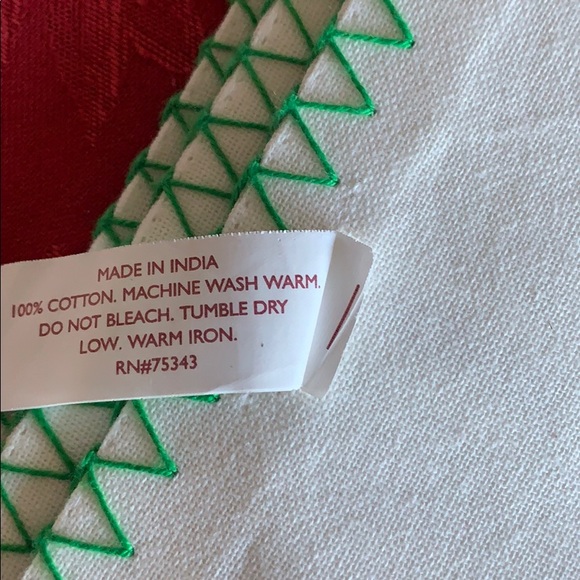 MADE IN INDIA
100% COTTON. MACHINE WASH WARM.
DO NOT BLEACH. TUMBLE DRY
LOW. WARM IRON.
RN#75343